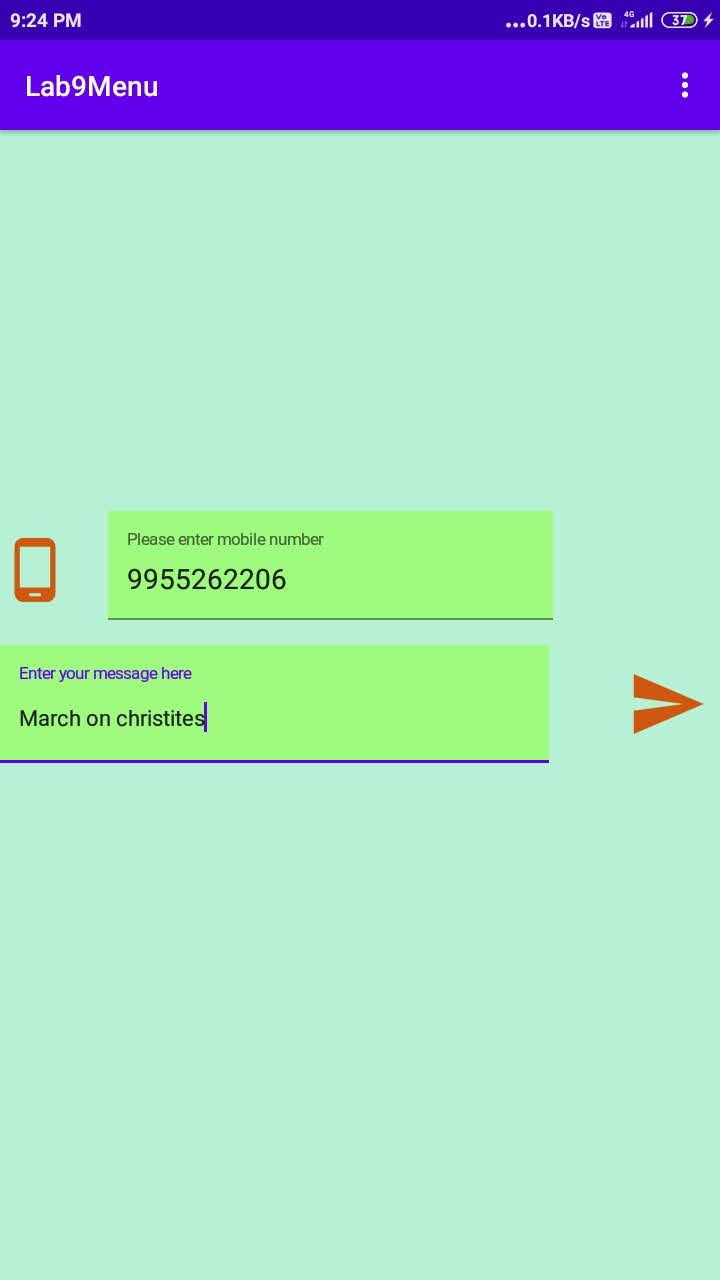 9:24 PM ...0.1KB/s Vo LTE 4G 37
Lab9Menu
Please enter mobile number
9955262206
Enter your message here
March on christites